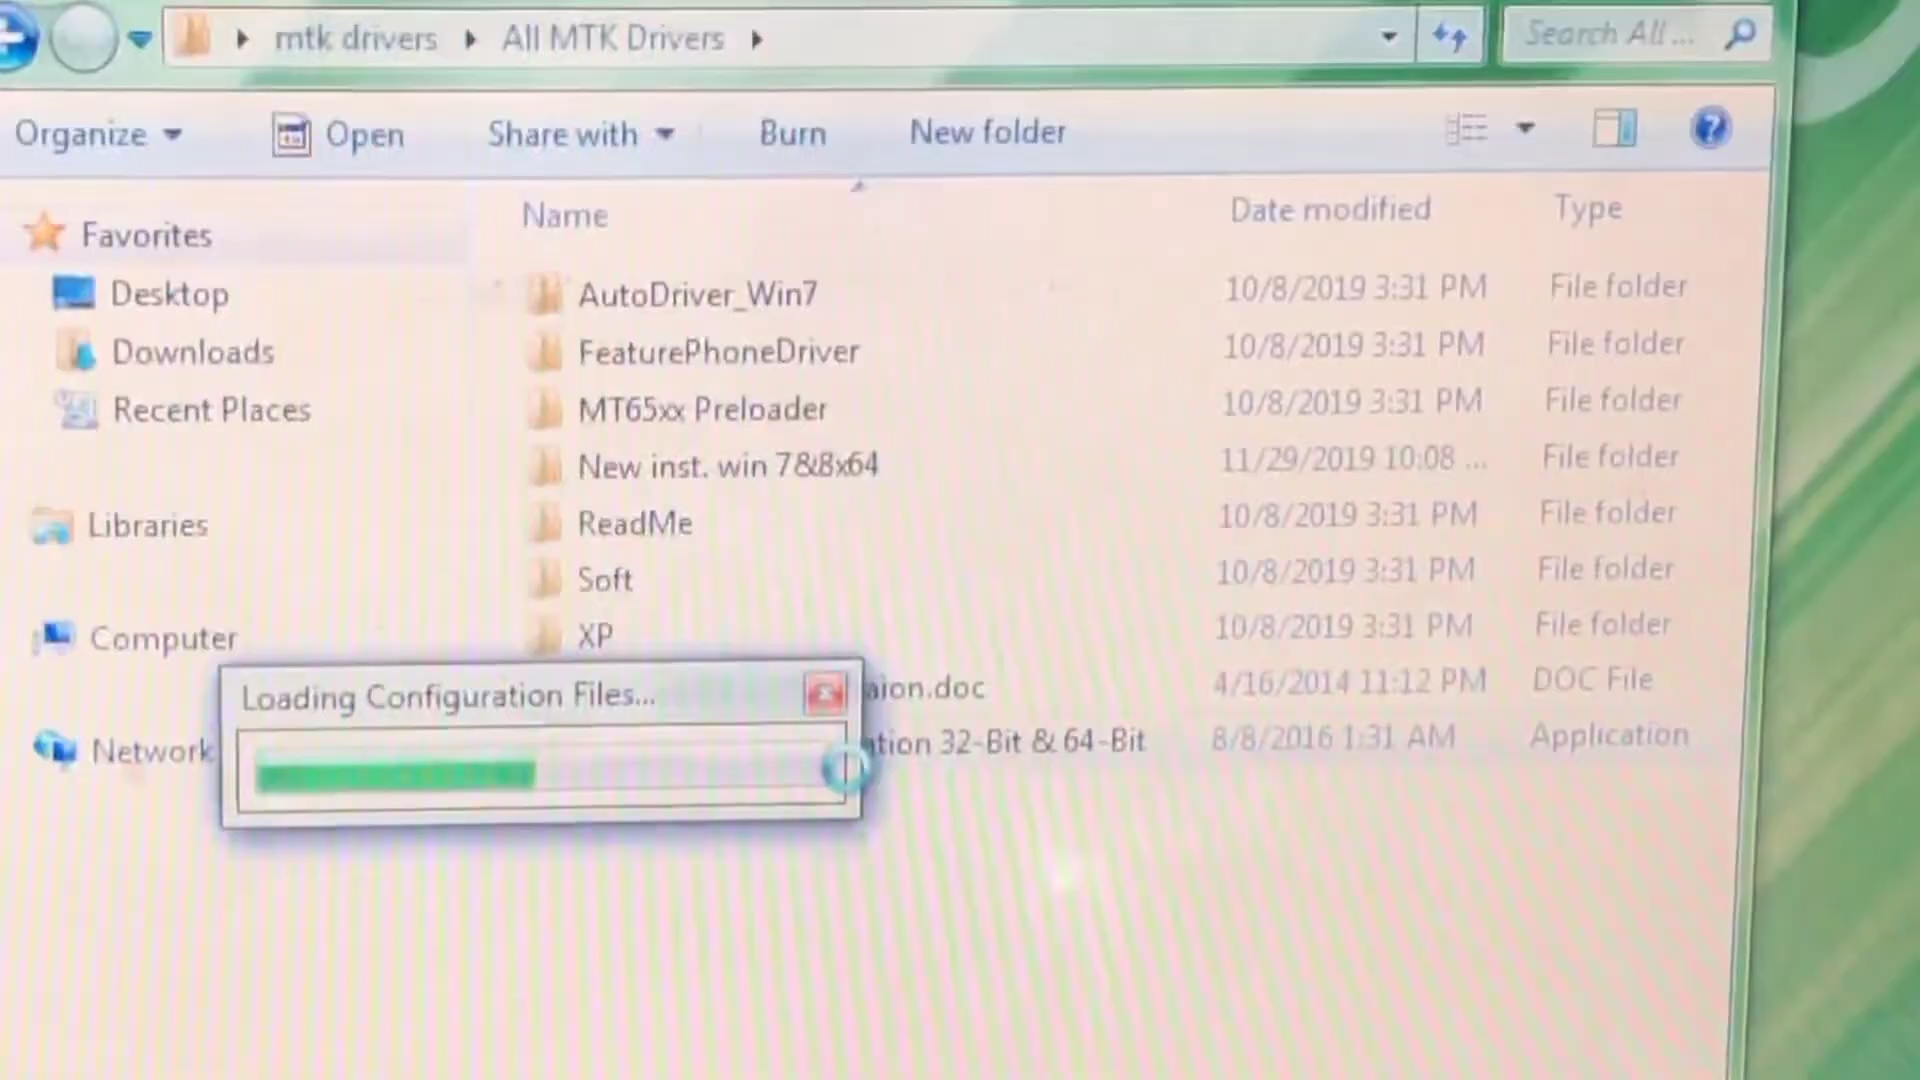 mtk drivers All MTK Drivers Search All ...
Organize Open Share with Burn New folder
Name Date modified Type
Favorites
Desktop AutoDriver_Win7 10/8/2019 3:31 PM File folder
Downloads FeaturePhoneDriver 10/8/2019 3:31 PM File folder
Recent Places MT65xx Preloader 10/8/2019 3:31 PM File folder
New inst. win 7&8x64 11/29/2019 10:08 ... File folder
Libraries ReadMe 10/8/2019 3:31 PM File folder
Soft 10/8/2019 3:31 PM File folder
Computer XP 10/8/2019 3:31 PM File folder
Loading Configuration Files... aion.doc 4/16/2014 11:12 PM DOC File
Network ation 32-Bit & 64-Bit 8/8/2016 1:31 AM Application